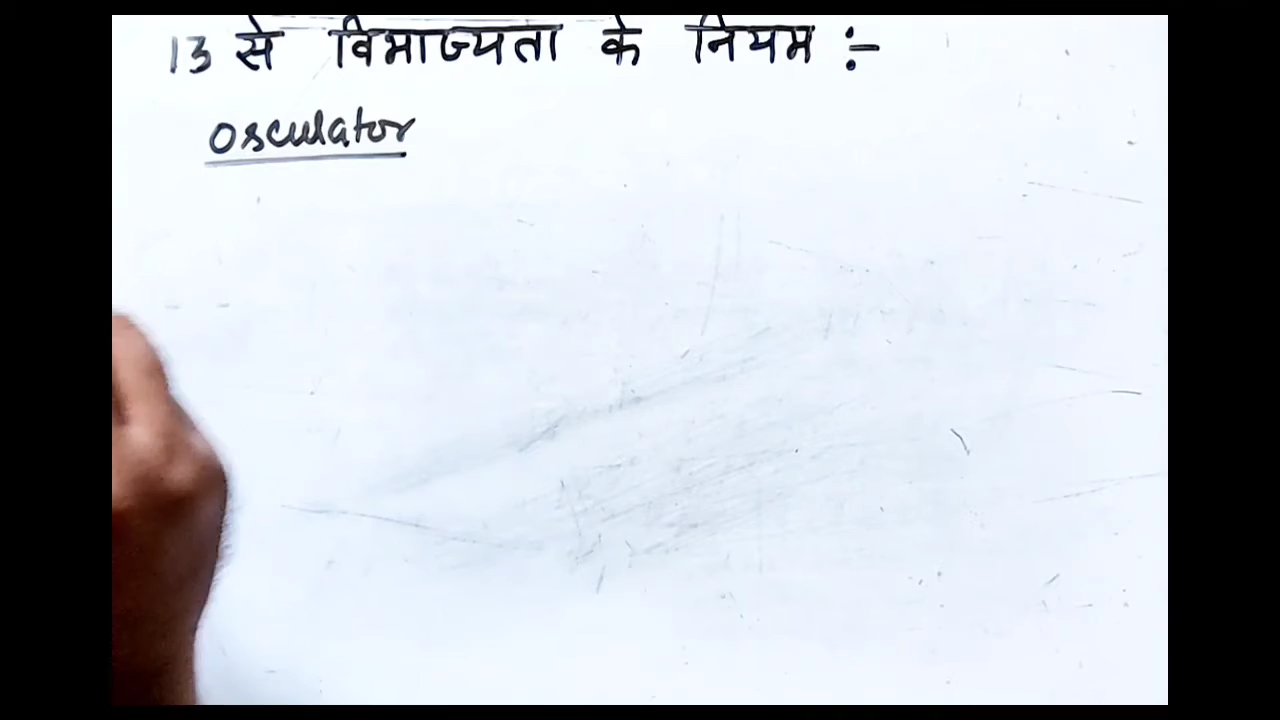 13 से विभाज्यता के नियम :-
osculator